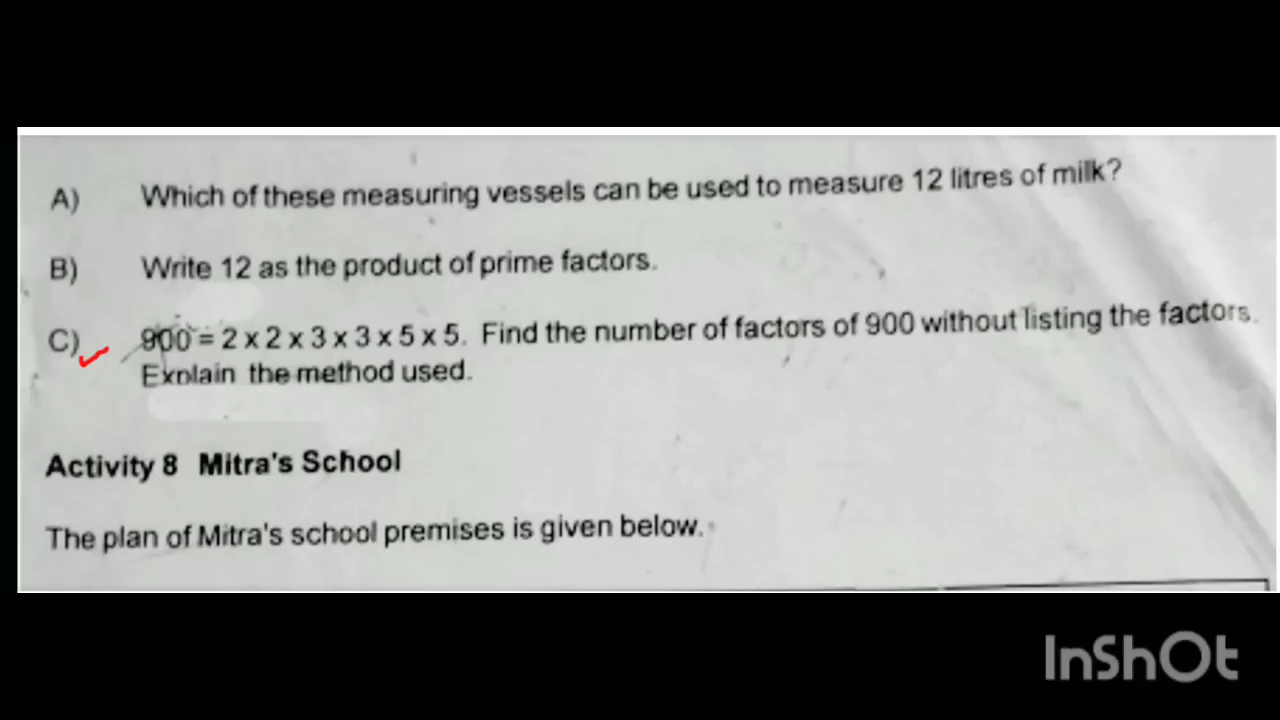 A) Which of these measuring vessels can be used to measure 12 litres of milk?
B) Write 12 as the product of prime factors.
C) 900 = 2 x 2 x 3 x 3 x 5 x 5. Find the number of factors of 900 without listing the factors.
Explain the method used.
Activity 8 Mitra's School
The plan of Mitra's school premises is given below.
InShOt